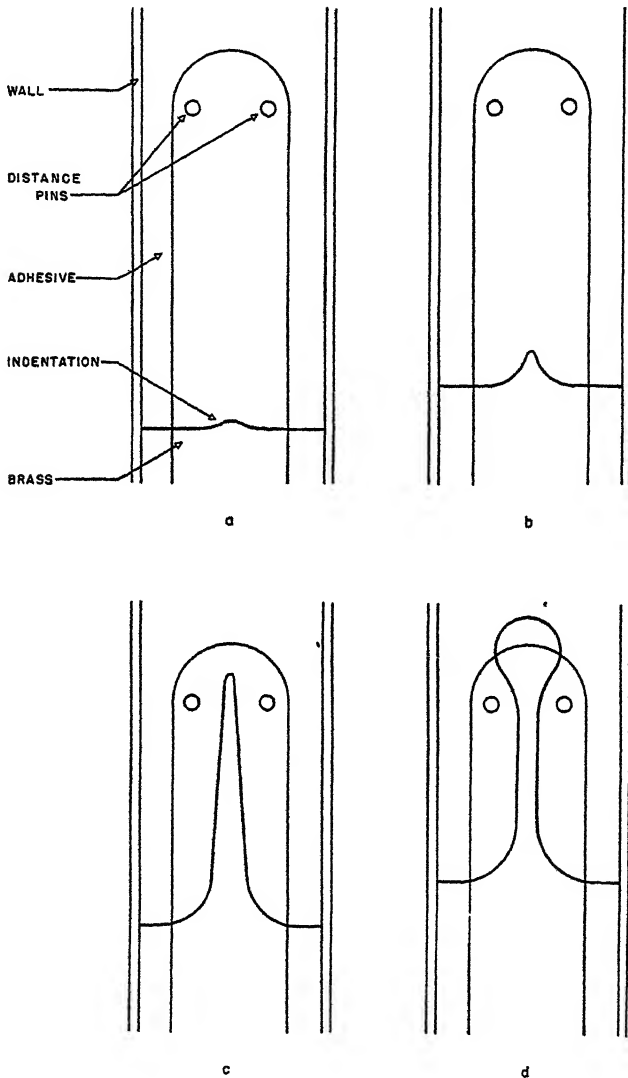 WALL
DISTANCE
PINS
ADHESIVE
INDENTATION
BRASS
a
b
c
d